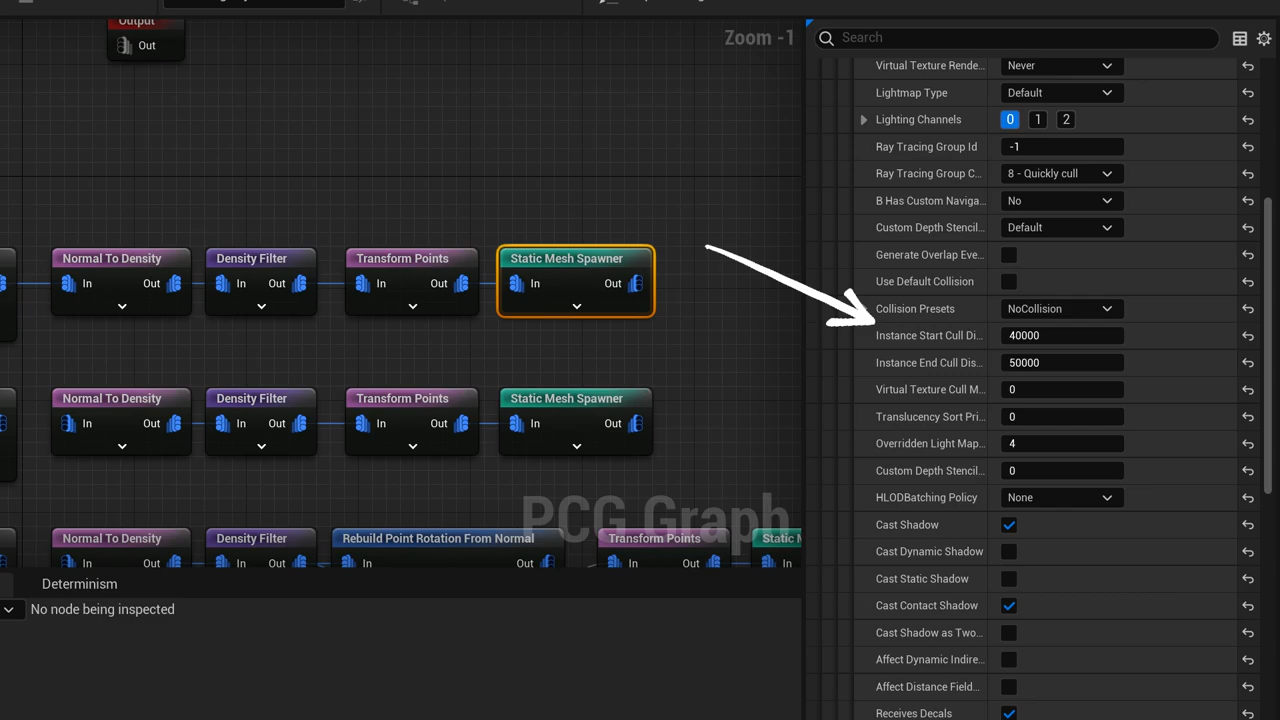 Output
Out
Zoom -1
Normal To Density
In Out
Density Filter
In Out
Transform Points
In Out
Static Mesh Spawner
In Out
Normal To Density
In Out
Density Filter
In Out
Transform Points
In Out
Static Mesh Spawner
In Out
PCG Graph
Normal To Density
In Out
Density Filter
In Out
Rebuild Point Rotation From Normal
In Out
Transform Points
In Out
Static M
In
Determinism
No node being inspected
Search
Virtual Texture Rende... Never
Lightmap Type Default
Lighting Channels 0 1 2
Ray Tracing Group Id -1
Ray Tracing Group C... 8 - Quickly cull
B Has Custom Naviga... No
Custom Depth Stencil... Default
Generate Overlap Eve...
Use Default Collision
Collision Presets NoCollision
Instance Start Cull Di... 40000
Instance End Cull Dis... 50000
Virtual Texture Cull M... 0
Translucency Sort Pri... 0
Overridden Light Map... 4
Custom Depth Stencil... 0
HLODBatching Policy None
Cast Shadow
Cast Dynamic Shadow
Cast Static Shadow
Cast Contact Shadow
Cast Shadow as Two...
Affect Dynamic Indire...
Affect Distance Field...
Receives Decals